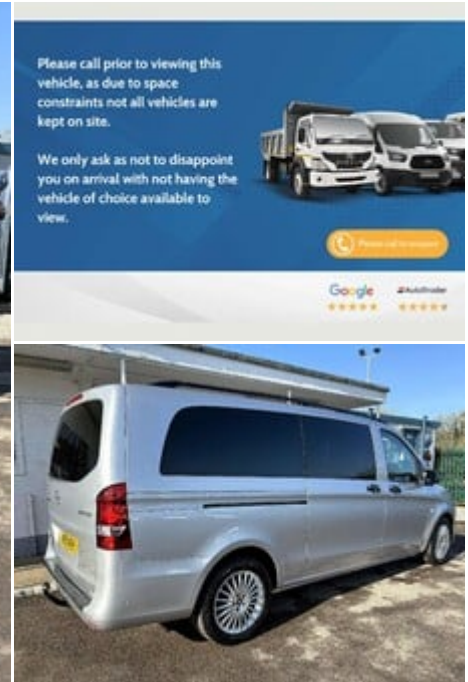 Please call prior to viewing this
vehicle, as due to space
constraints not all vehicles are
kept on site.
We only ask as not to disappoint
you on arrival with not having the
vehicle of choice available to
view.
Please call to enquire
Google
AutoTrader